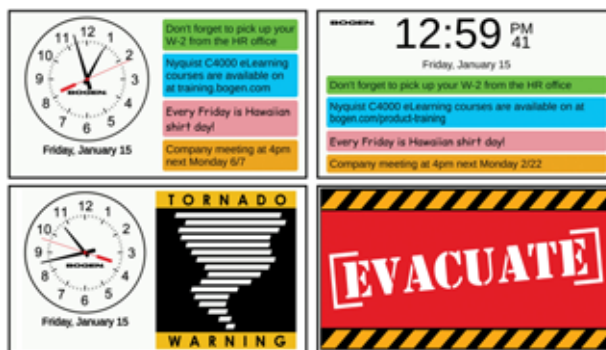 12
11
1
10
2
9
3
8
4
7
5
6
BOGEN
Friday, January 15
Don't forget to pick up your
W-2 from the HR office
Nyquist C4000 eLearning
courses are available on
at training.bogen.com
Every Friday is Hawaiian
shirt day!
Company meeting at 4pm
next Monday 6/7
BOGEN
12:59
PM
41
Friday, January 15
Don't forget to pick up your W-2 from the HR office
Nyquist C4000 eLearning courses are available on at
bogen.com/product-training
Every Friday is Hawaiian shirt day!
Company meeting at 4pm next Monday 2/22
12
11
1
10
2
9
3
8
4
7
5
6
BOGEN
Friday, January 15
TORNADO
WARNING
EVACUATE